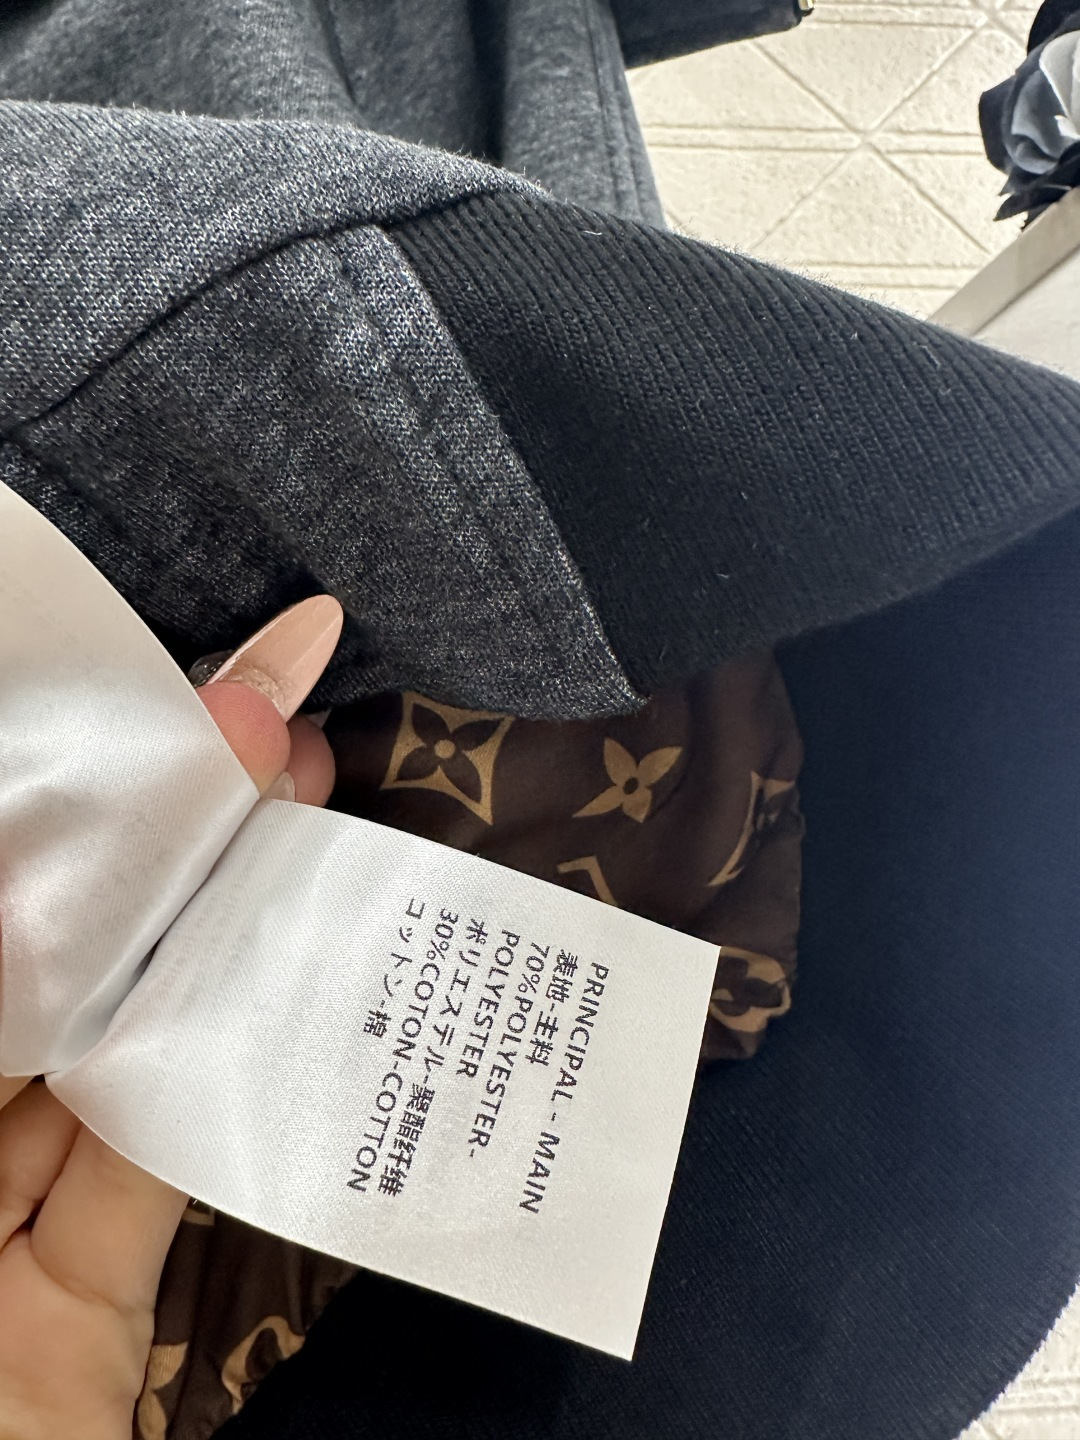 PRINCIPAL - MAIN
表地-主料
70%POLYESTER-
POLYESTER
ポリエステル-聚酯纤维
30%COTTON-COTTON
コットン-棉